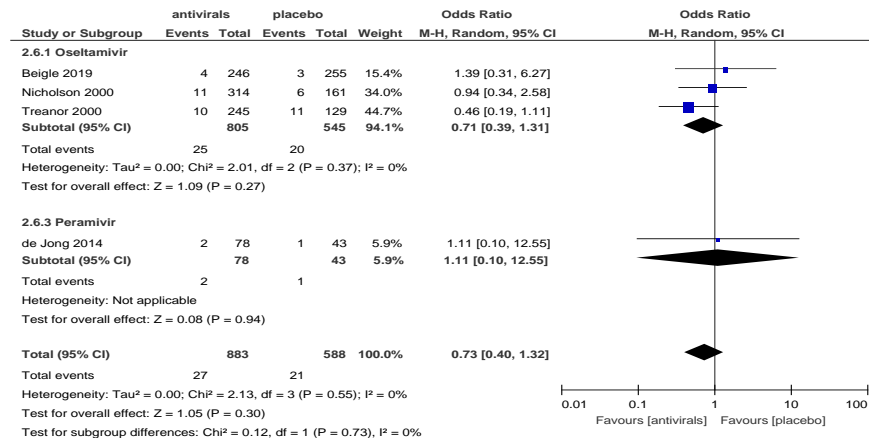 antivirals placebo Odds Ratio Odds Ratio
Study or Subgroup Events Total Events Total Weight M-H, Random, 95% CI M-H, Random, 95% CI
2.6.1 Oseltamivir
Beigle 2019 4 246 3 255 15.4% 1.39 [0.31, 6.27]
Nicholson 2000 11 314 6 161 34.0% 0.94 [0.34, 2.58]
Treanor 2000 10 245 11 129 44.7% 0.46 [0.19, 1.11]
Subtotal (95% CI) 805 545 94.1% 0.71 [0.39, 1.31]
Total events 25 20
Heterogeneity: Tau² = 0.00; Chi² = 2.01, df = 2 (P = 0.37); I² = 0%
Test for overall effect: Z = 1.09 (P = 0.27)
2.6.3 Peramivir
de Jong 2014 2 78 1 43 5.9% 1.11 [0.10, 12.55]
Subtotal (95% CI) 78 43 5.9% 1.11 [0.10, 12.55]
Total events 2 1
Heterogeneity: Not applicable
Test for overall effect: Z = 0.08 (P = 0.94)
Total (95% CI) 883 588 100.0% 0.73 [0.40, 1.32]
Total events 27 21
Heterogeneity: Tau² = 0.00; Chi² = 2.13, df = 3 (P = 0.55); I² = 0%
Test for overall effect: Z = 1.05 (P = 0.30)
Test for subgroup differences: Chi² = 0.12, df = 1 (P = 0.73), I² = 0%
0.01 0.1 1 10 100
Favours [antivirals] Favours [placebo]